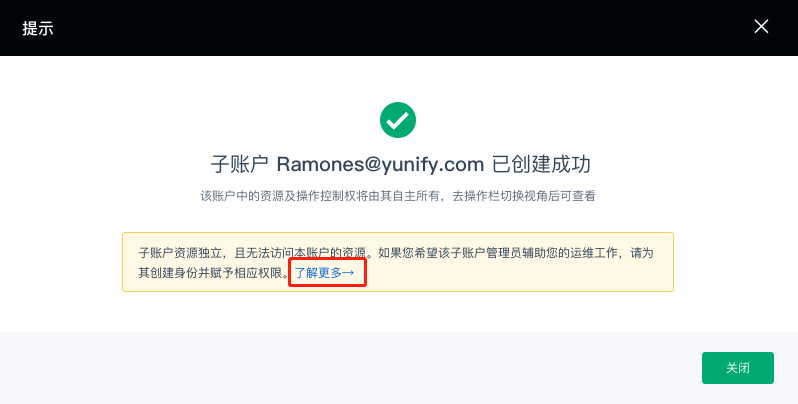 提示
子账户 Ramones@yunify.com 已创建成功
该账户中的资源及操作控制权将由其自主所有，去操作栏切换视角后可查看
子账户资源独立，且无法访问本账户的资源。如果您希望该子账户管理员辅助您的运维工作，请为
其创建身份并赋予相应权限。了解更多→
关闭